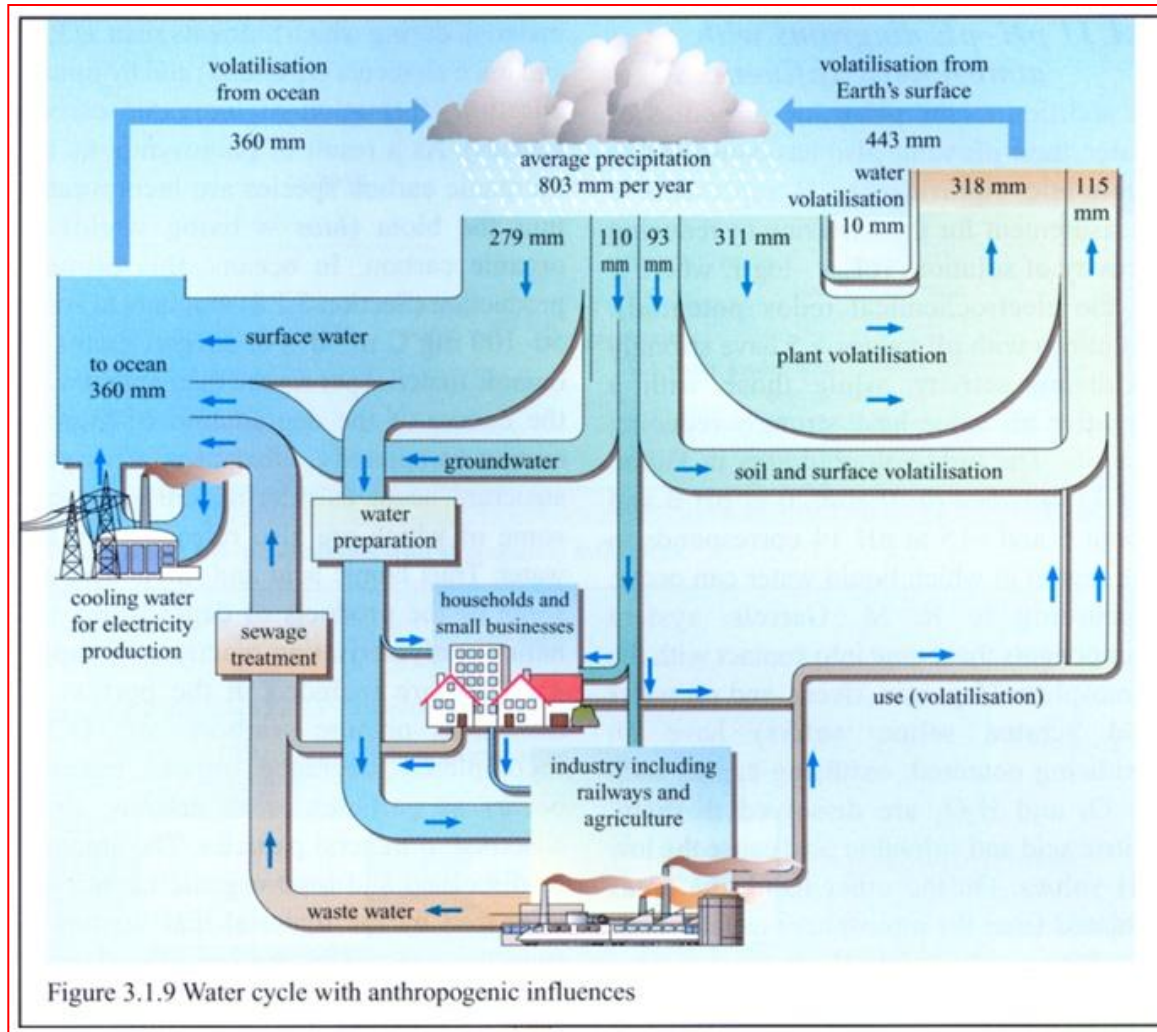 volatilisation
from ocean
360 mm
average precipitation
803 mm per year
volatilisation from
Earth's surface
443 mm
water
volatilisation
10 mm
318 mm
115
mm
279 mm
110
mm
93
mm
311 mm
surface water
to ocean
360 mm
plant volatilisation
groundwater
soil and surface volatilisation
water
preparation
cooling water
for electricity
production
sewage
treatment
households and
small businesses
use (volatilisation)
industry including
railways and
agriculture
waste water
Figure 3.1.9 Water cycle with anthropogenic influences